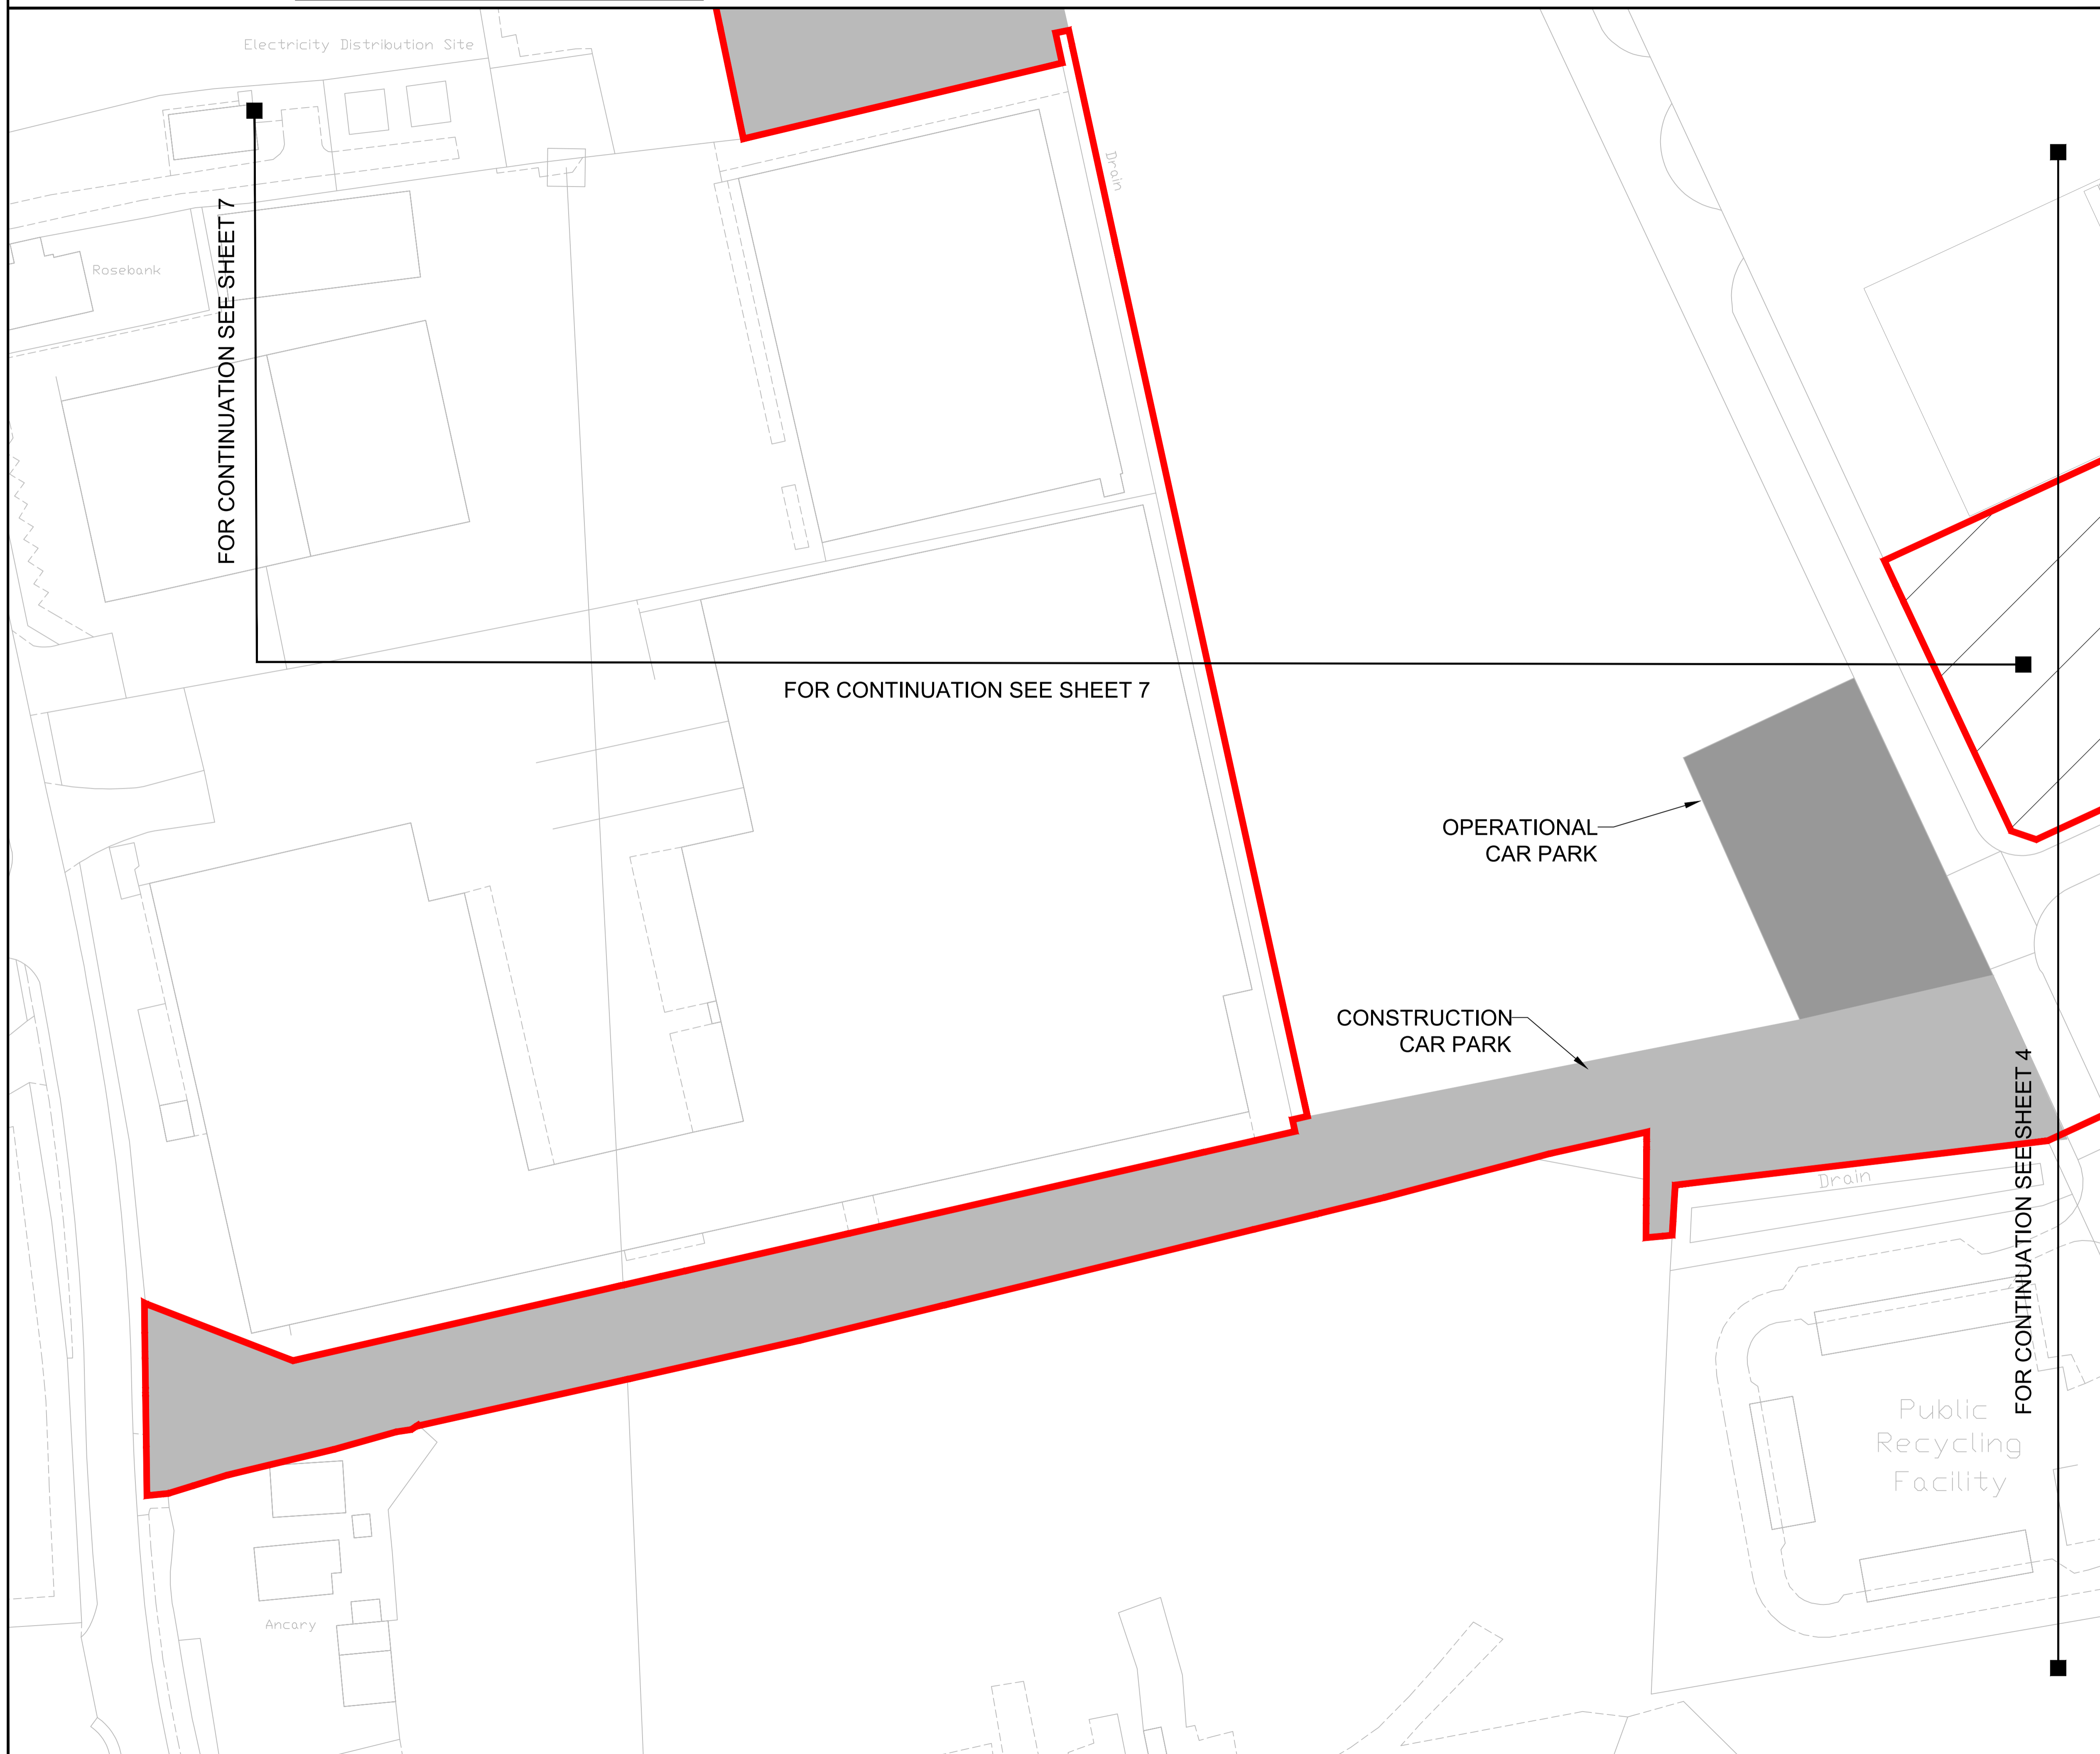 Electricity Distribution Site
Drain
FOR CONTINUATION SEE SHEET 7
Rosebank
FOR CONTINUATION SEE SHEET 7
OPERATIONAL
CAR PARK
CONSTRUCTION
CAR PARK
FOR CONTINUATION SEE SHEET 4
Drain
Public
Recycling
Facility
Ancary